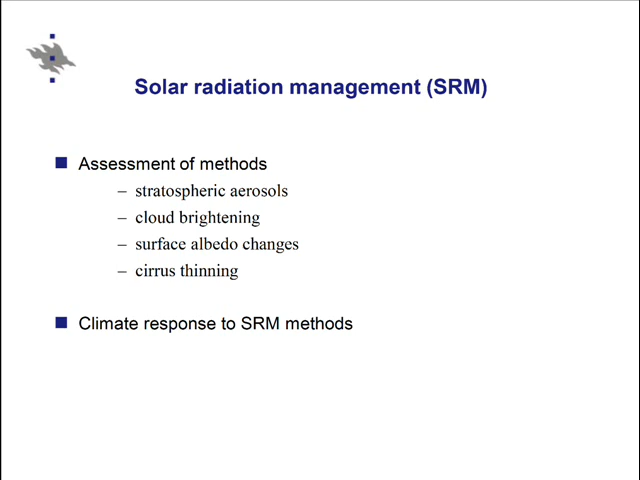 Solar radiation management (SRM)
Assessment of methods
– stratospheric aerosols
– cloud brightening
– surface albedo changes
– cirrus thinning
Climate response to SRM methods